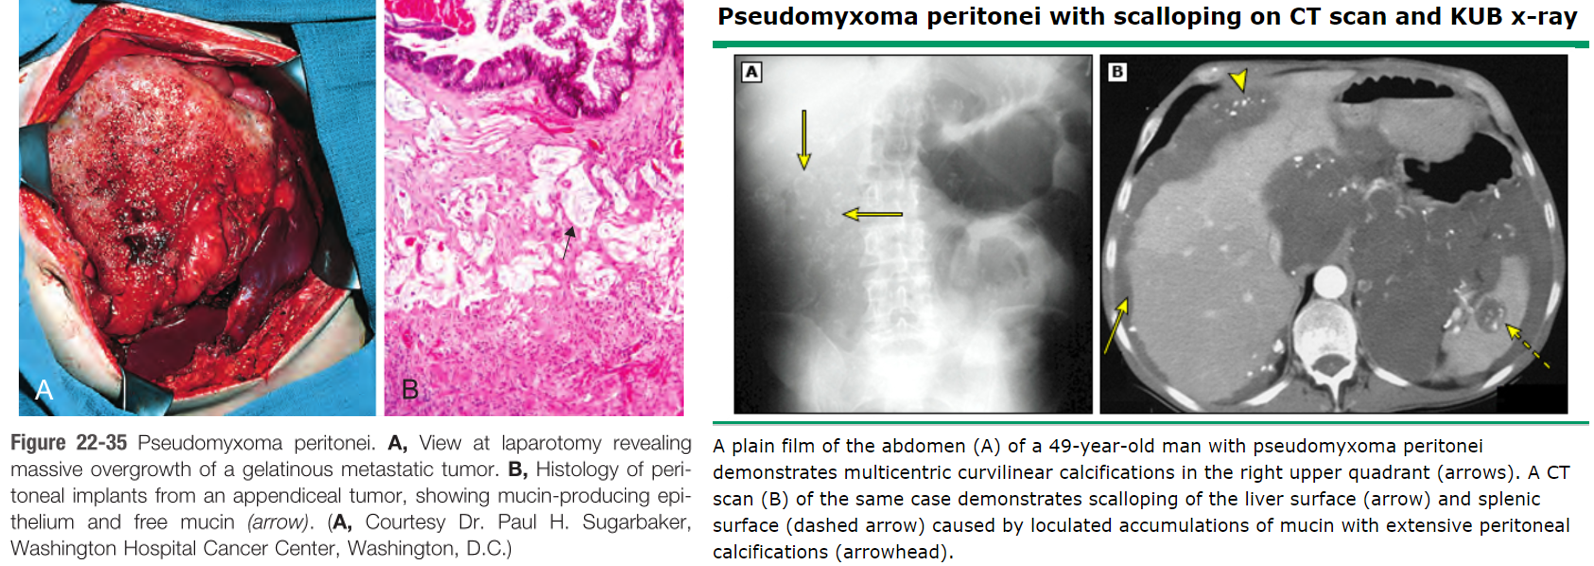 A
B
Figure 22-35 Pseudomyxoma peritonei. A, View at laparotomy revealing
massive overgrowth of a gelatinous metastatic tumor. B, Histology of peri-
toneal implants from an appendiceal tumor, showing mucin-producing epi-
thelium and free mucin (arrow). (A, Courtesy Dr. Paul H. Sugarbaker,
Washington Hospital Cancer Center, Washington, D.C.)
Pseudomyxoma peritonei with scalloping on CT scan and KUB x-ray
A
B
A plain film of the abdomen (A) of a 49-year-old man with pseudomyxoma peritonei
demonstrates multicentric curvilinear calcifications in the right upper quadrant (arrows). A CT
scan (B) of the same case demonstrates scalloping of the liver surface (arrow) and splenic
surface (dashed arrow) caused by loculated accumulations of mucin with extensive peritoneal
calcifications (arrowhead).